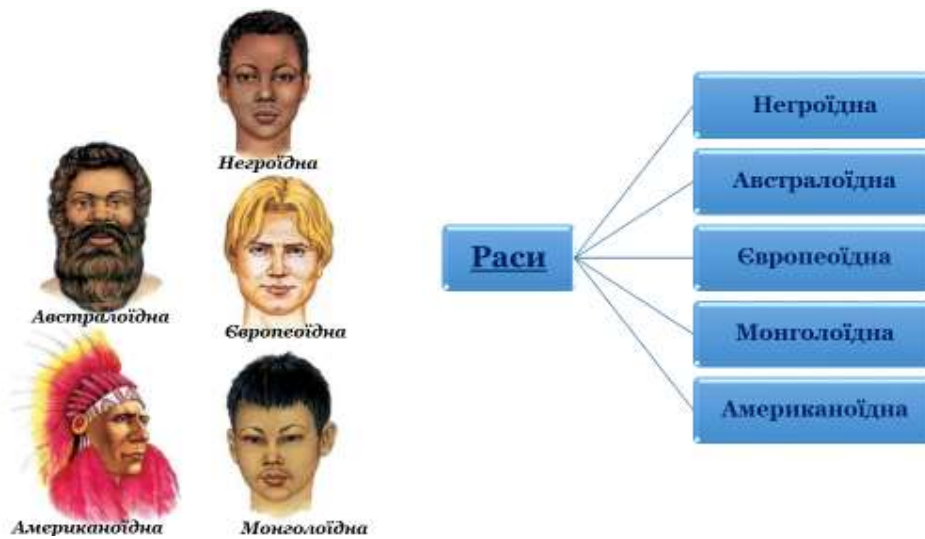 Негроїдна
Австралоїдна
Європеоїдна
Американоїдна
Монголоїдна
Раси
Негроїдна
Австралоїдна
Європеоїдна
Монголоїдна
Американоїдна